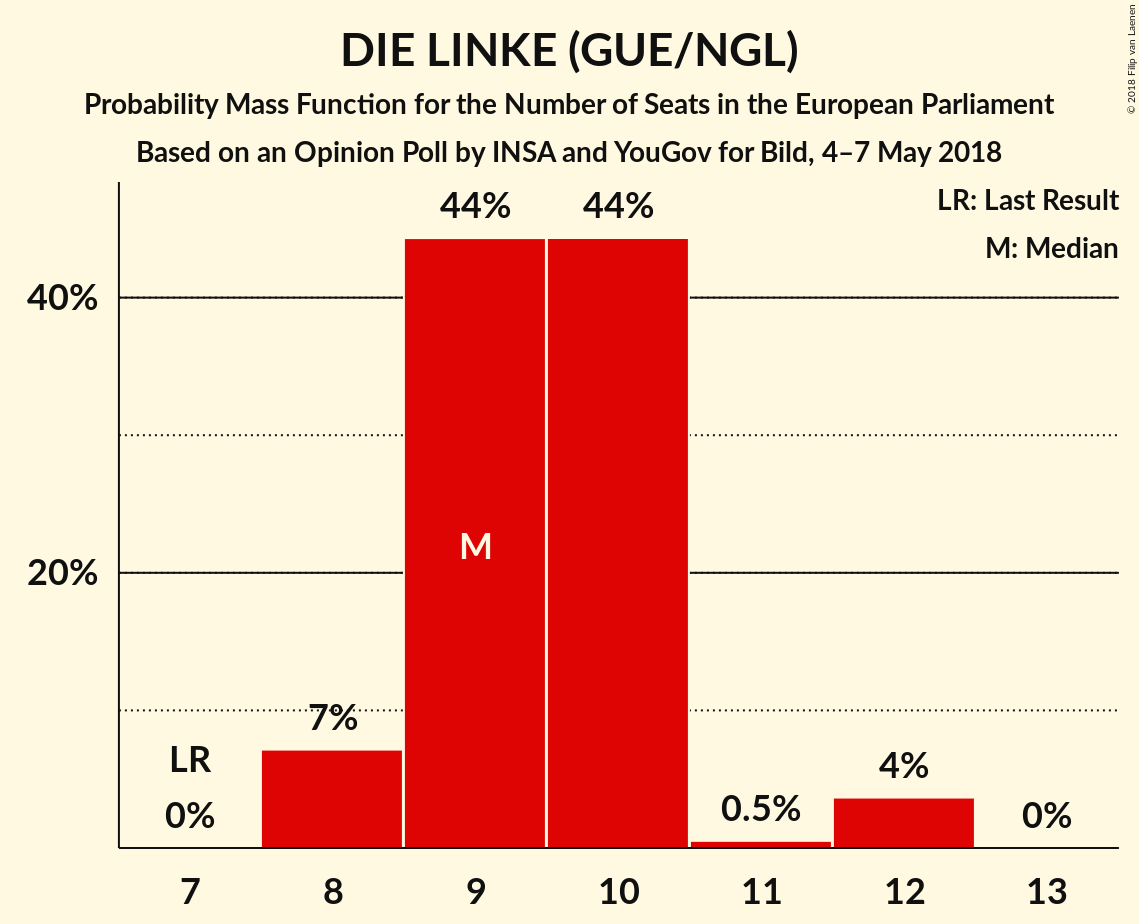 DIE LINKE (GUE/NGL)
Probability Mass Function for the Number of Seats in the European Parliament
Based on an Opinion Poll by INSA and YouGov for Bild, 4–7 May 2018
© 2018 Filip van Laenen
LR: Last Result
M: Median
44% 44%
40%
M
20%
7%
LR
4%
0.5%
0% 0%
7 8 9 10 11 12 13